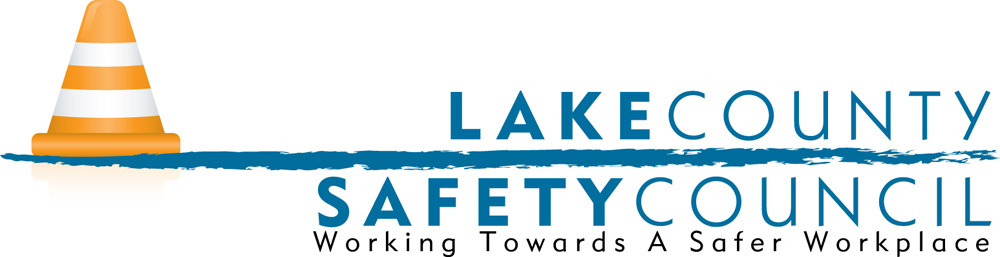 LAKECOUNTY
SAFETYCOUNCIL
Working Towards A Safer Workplace